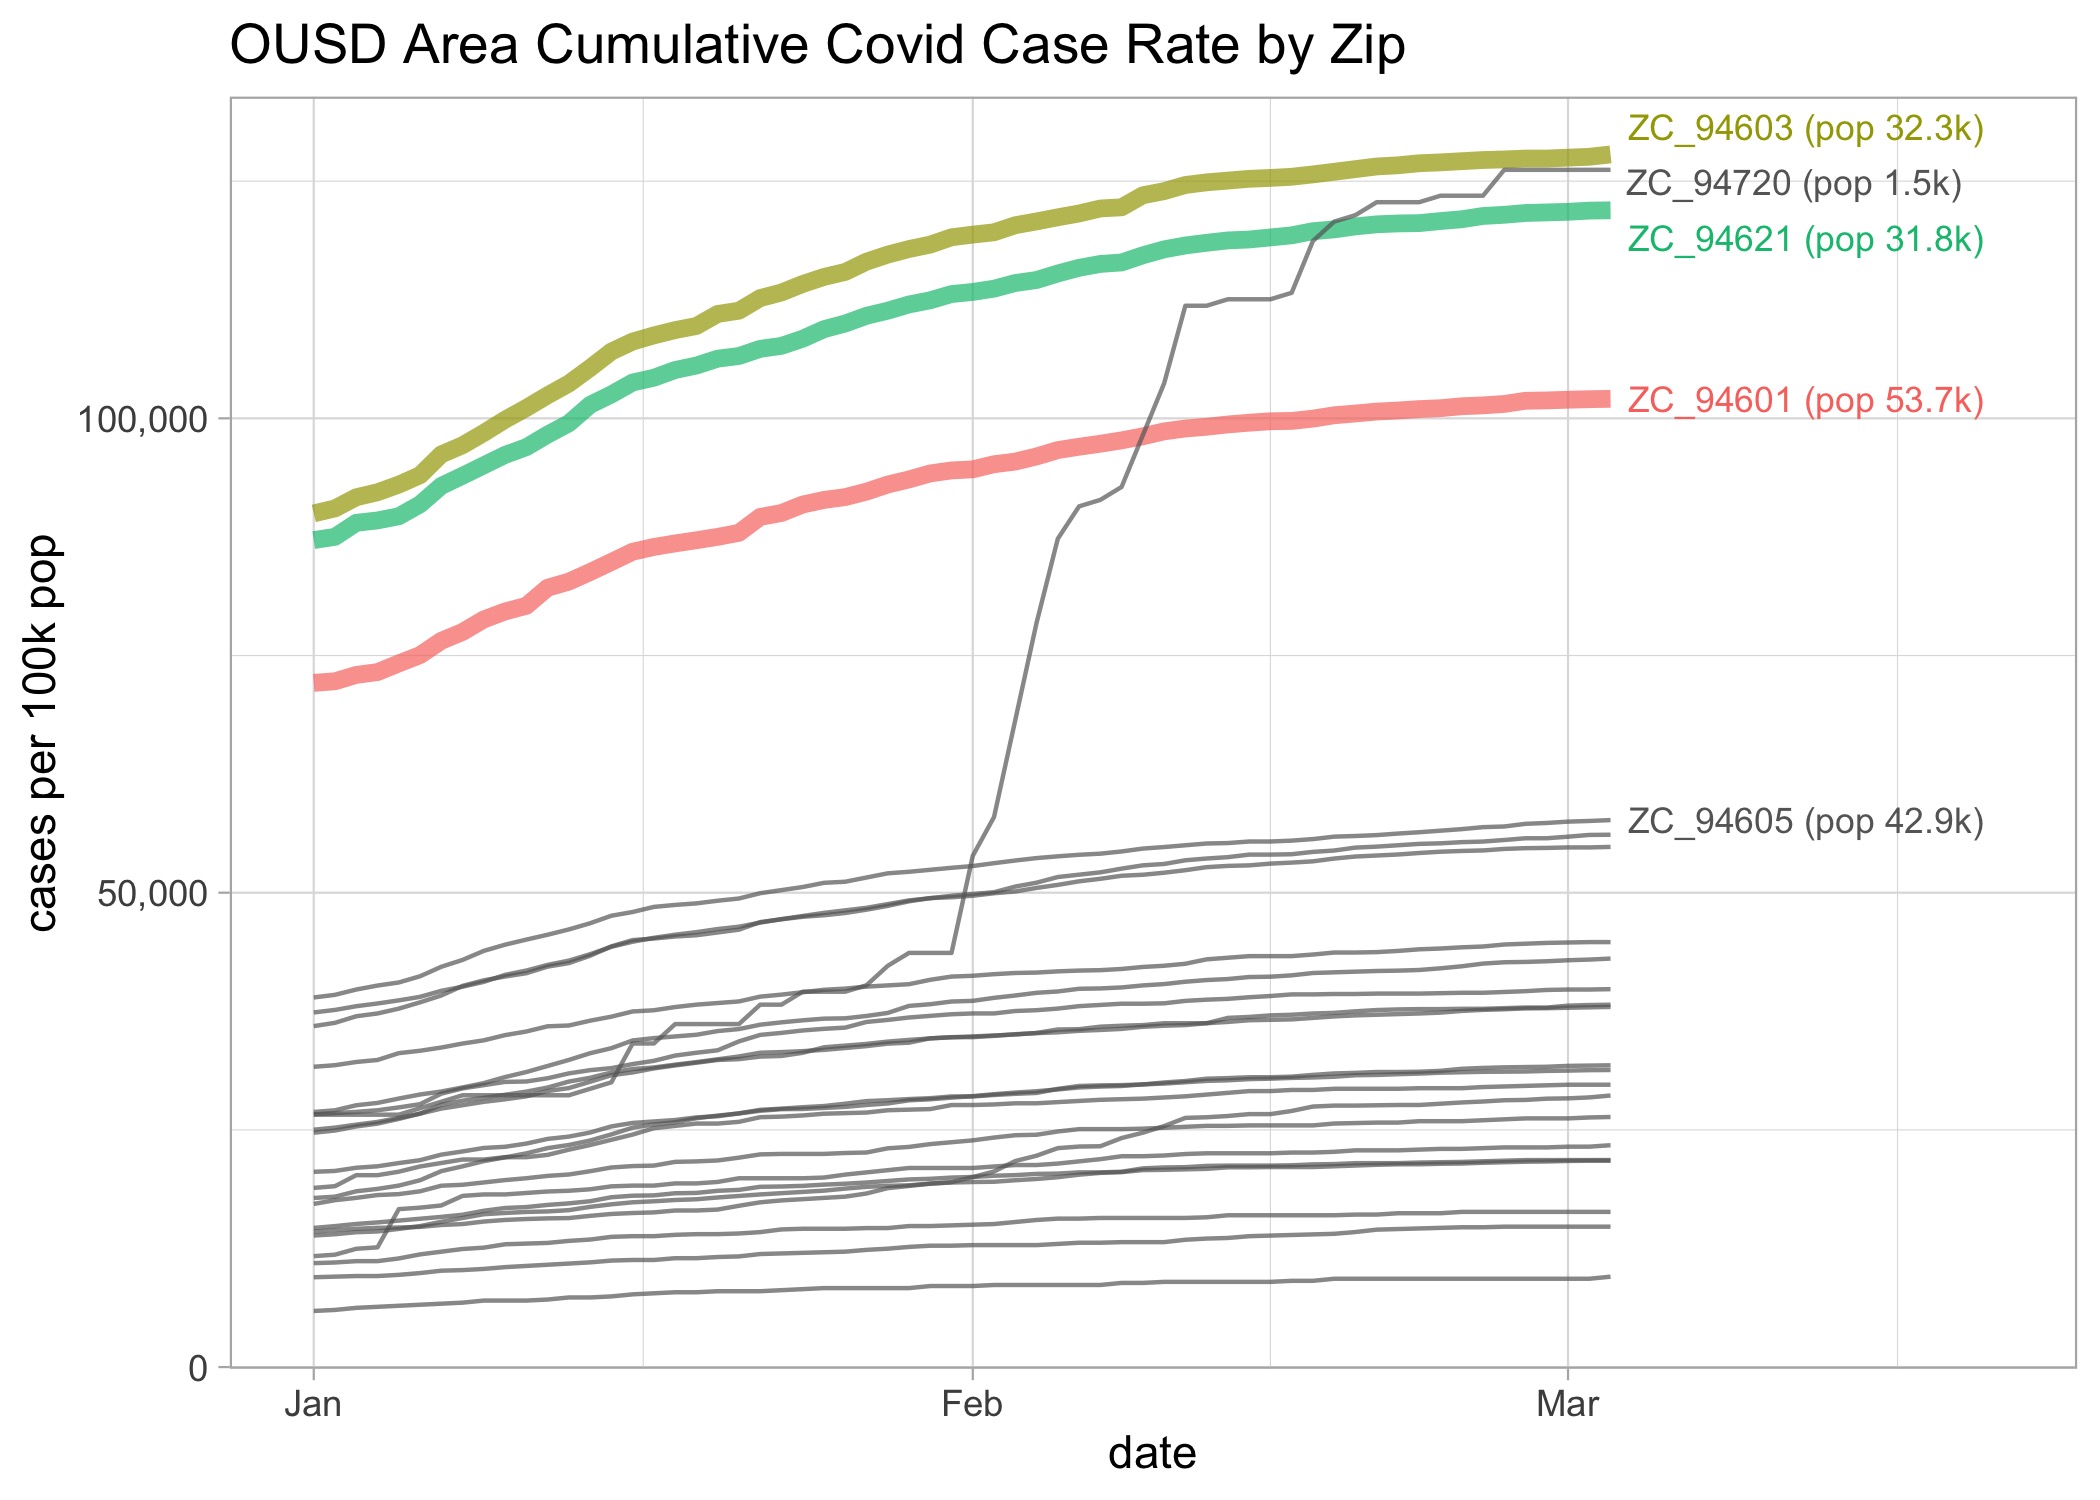 OUSD Area Cumulative Covid Case Rate by Zip
ZC_94603 (pop 32.3k)
ZC_94720 (pop 1.5k)
ZC_94621 (pop 31.8k)
ZC_94601 (pop 53.7k)
ZC_94605 (pop 42.9k)
cases per 100k pop
100,000
50,000
0
Jan
Feb
Mar
date